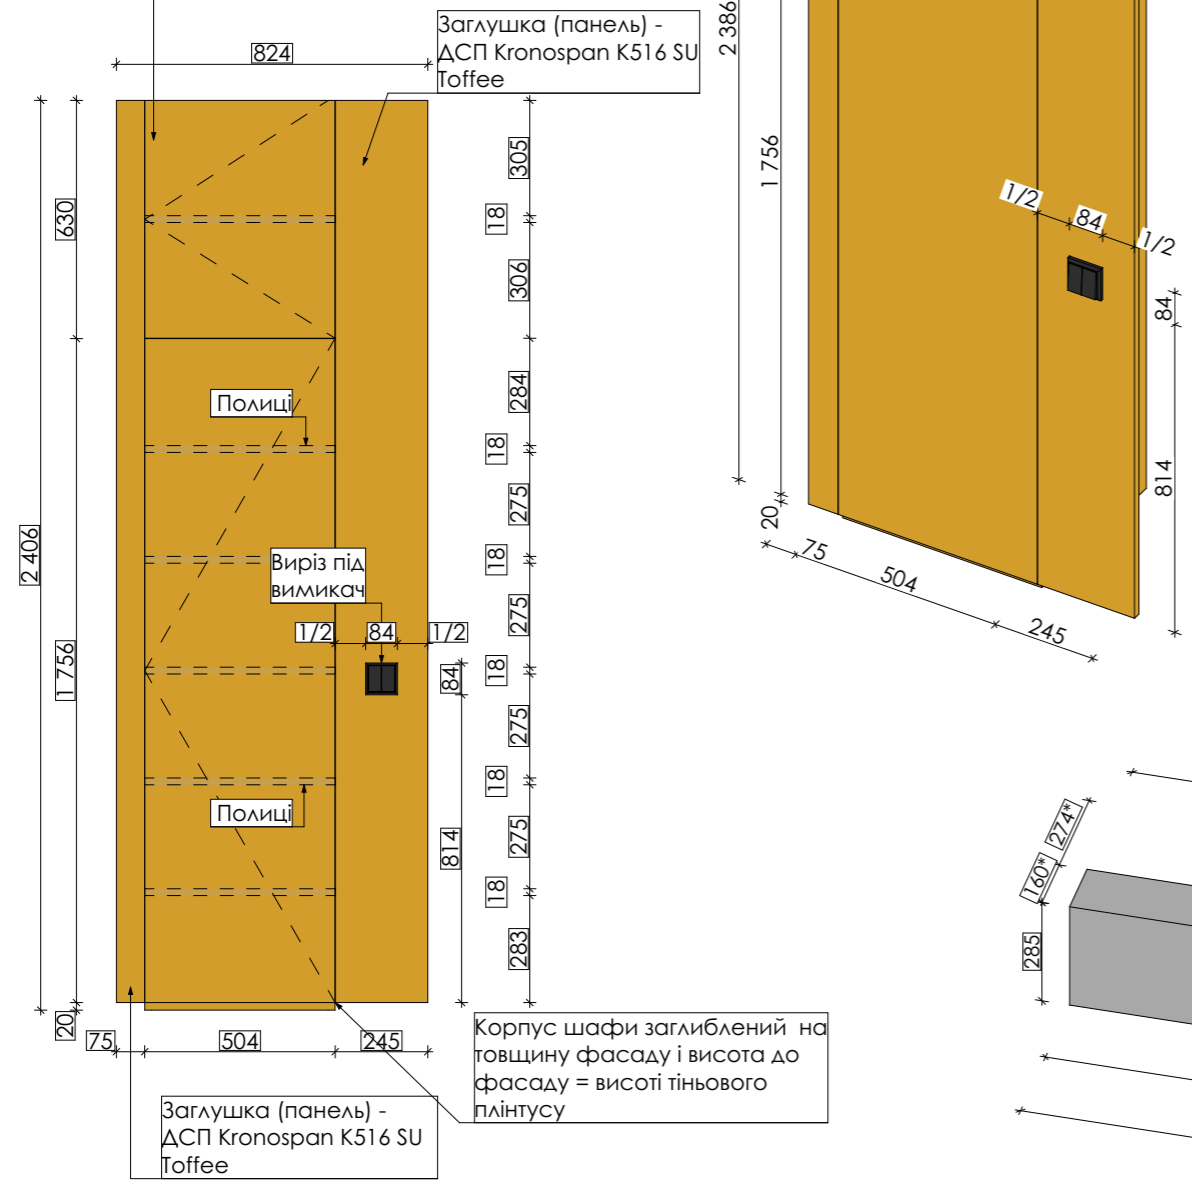 Заглушка (панель) -
ДСП Kronospan K516 SU
Toffee
824
630
1 756
2 406
20
75
504
245
305
18
306
284
18
275
18
275
18
275
18
275
18
283
Полиці
Виріз під
вимикач
1/2
84
1/2
84
814
Полиці
Корпус шафи заглиблений на
товщину фасаду і висота до
фасаду = висоті тіньового
плінтусу
Заглушка (панель) -
ДСП Kronospan K516 SU
Toffee
2 386
1 756
20
1/2
84
1/2
84
814
75
504
245
274*
160*
285